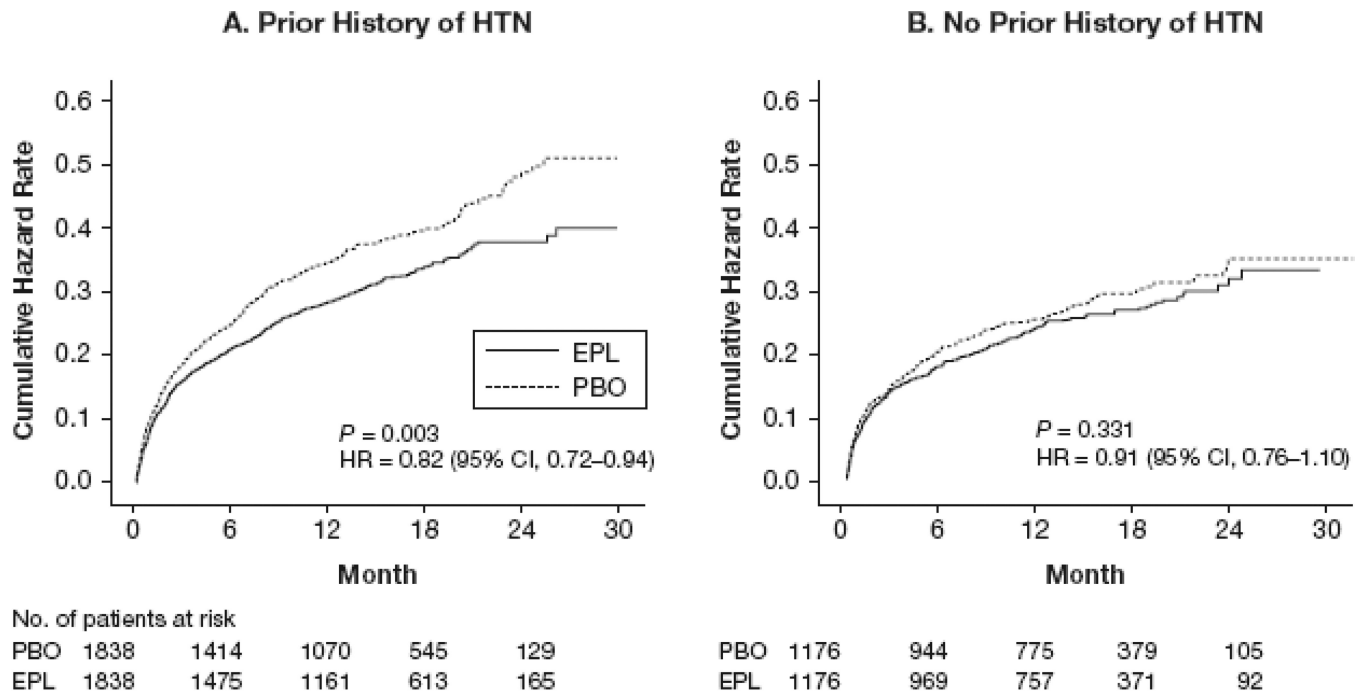 A. Prior History of HTN
Cumulative Hazard Rate
0.6
0.5
0.4
0.3
0.2
0.1
0.0
EPL
PBO
P = 0.003
HR = 0.82 (95% CI, 0.72–0.94)
0 6 12 18 24 30
Month
B. No Prior History of HTN
Cumulative Hazard Rate
0.6
0.5
0.4
0.3
0.2
0.1
0.0
P = 0.331
HR = 0.91 (95% CI, 0.76–1.10)
0 6 12 18 24 30
Month
No. of patients at risk
PBO 1838 1414 1070 545 129
EPL 1838 1475 1161 613 165
PBO 1176 944 775 379 105
EPL 1176 969 757 371 92